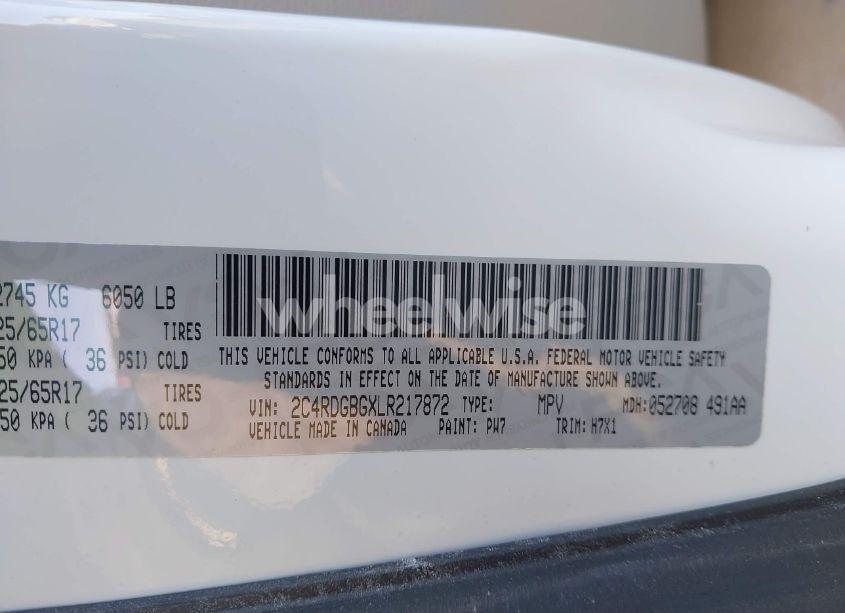 2745 KG 6050 LB
25/65R17 TIRES
50 KPA ( 36 PSI) COLD
25/65R17 TIRES
50 KPA ( 36 PSI) COLD
wheelwise
THIS VEHICLE CONFORMS TO ALL APPLICABLE U.S.A. FEDERAL MOTOR VEHICLE SAFETY
STANDARDS IN EFFECT ON THE DATE OF MANUFACTURE SHOWN ABOVE.
VIN: 2C4RDGBGXLR217872 TYPE: MPV MDH:052708 491AA
VEHICLE MADE IN CANADA PAINT: PW7 TRIM: H7X1